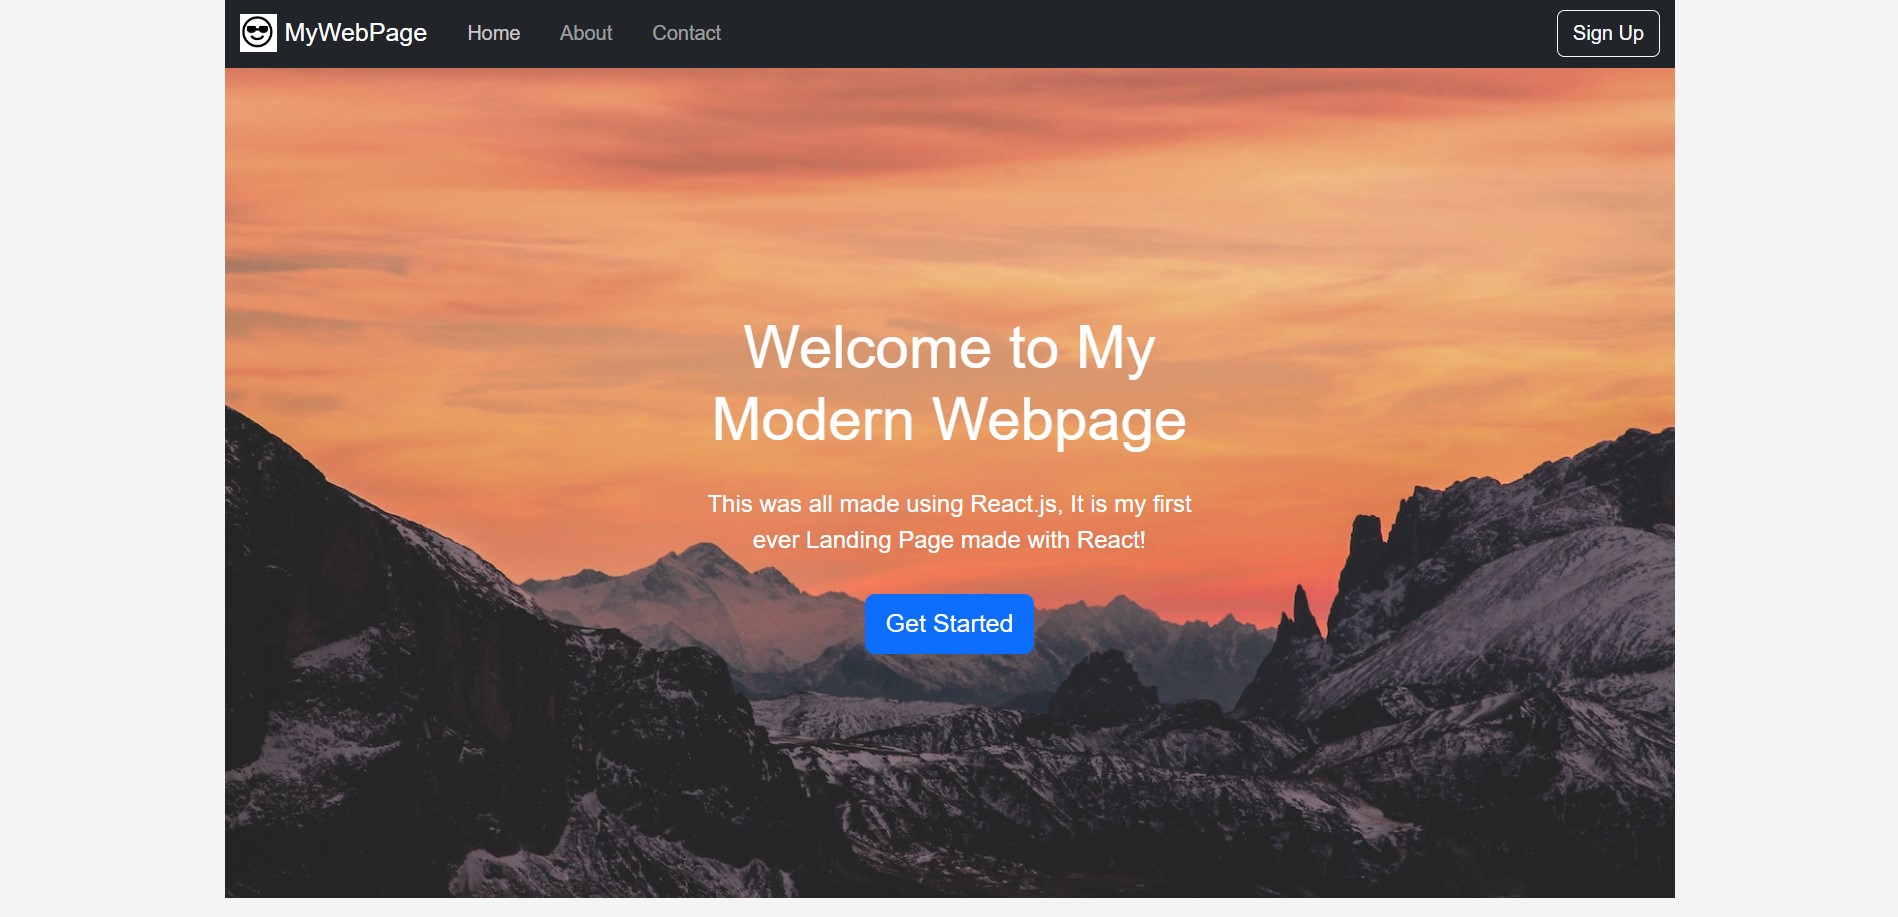 MyWebPage Home About Contact Sign Up
Welcome to My
Modern Webpage
This was all made using React.js, It is my first
ever Landing Page made with React!
Get Started